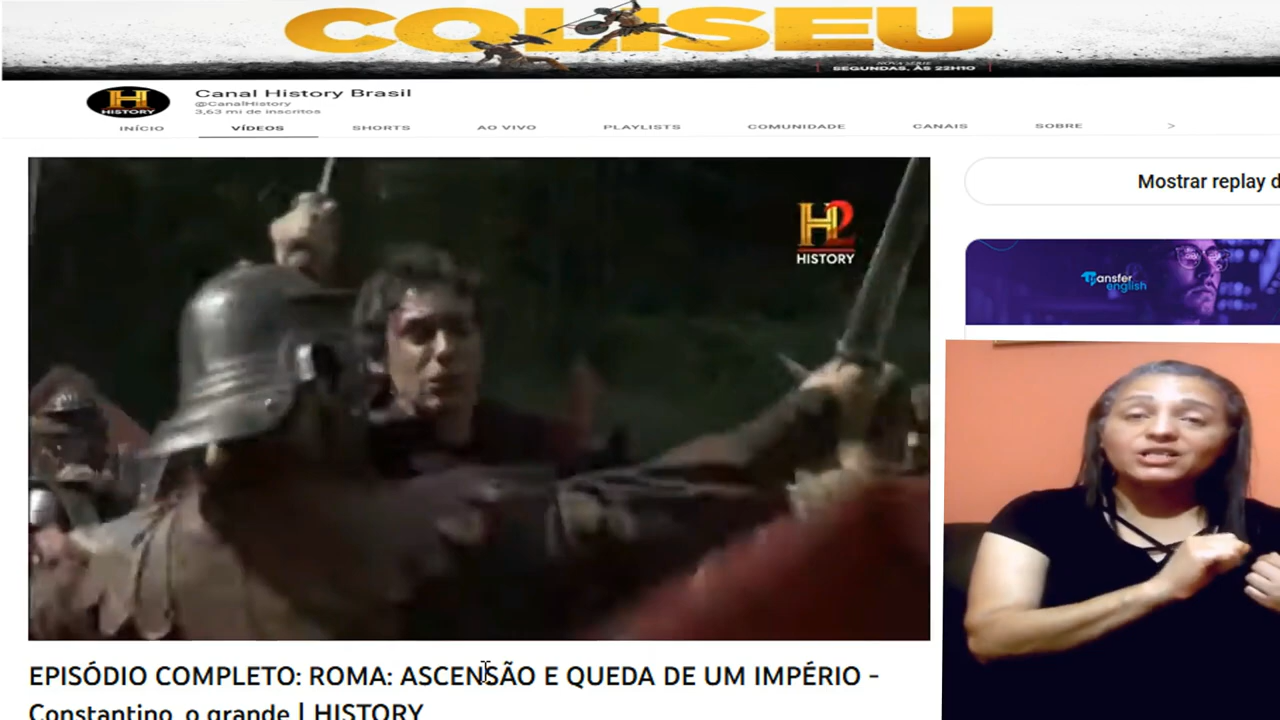 COLISEU
NOVA SÉRIE
SEGUNDAS, ÀS 22H10
H
HISTORY
Canal History Brasil
@CanalHistory
3,63 mi de inscritos
INÍCIO VÍDEOS SHORTS AO VIVO PLAYLISTS COMUNIDADE CANAIS SOBRE >
Mostrar replay d
H2
HISTORY
Transfer
english
EPISÓDIO COMPLETO: ROMA: ASCENSÃO E QUEDA DE UM IMPÉRIO -
Constantino, o grande | HISTORY